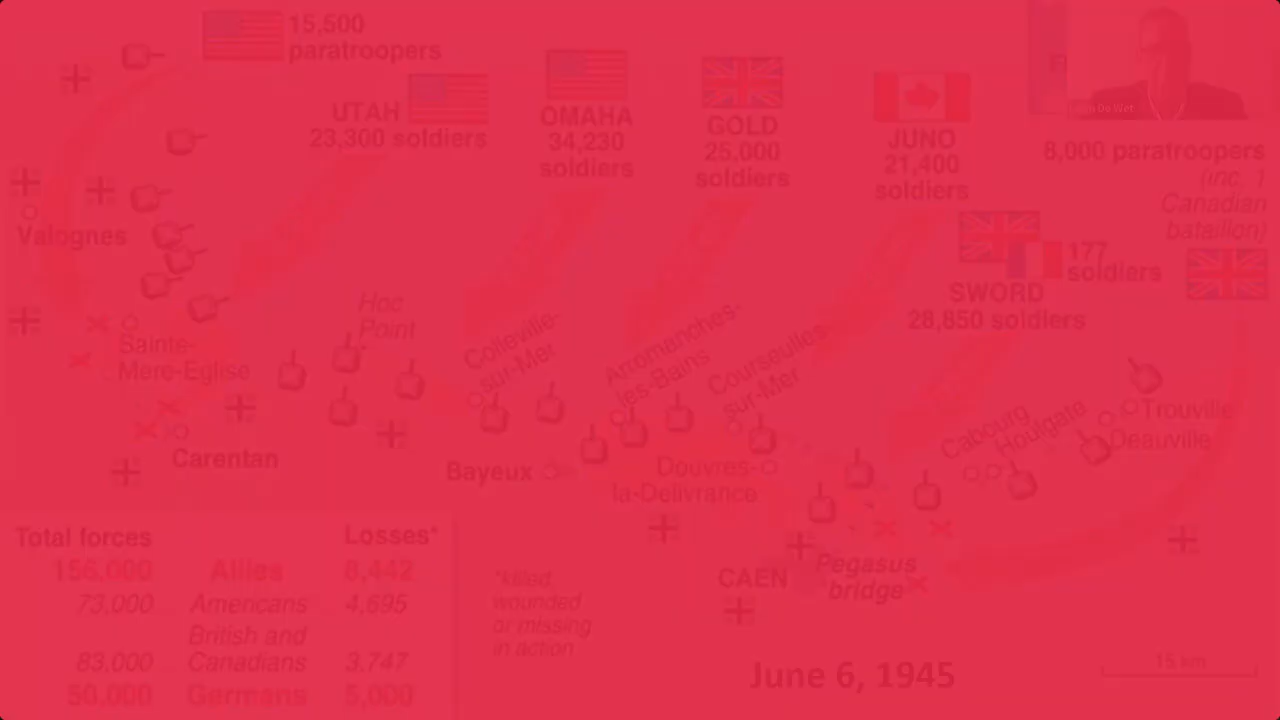 15,500
paratroopers
UTAH
23,300 soldiers
OMAHA
34,230
soldiers
GOLD
25,000
soldiers
JUNO
21,400
soldiers
De Wet
8,000 paratroopers
(inc. 1
Canadian
bataillon)
177
soldiers
SWORD
28,850 soldiers
Valognes
Hoc
Point
Sainte-
Mere-Eglise
Colleville-
sur-Mer
Arromanches-
les-Bains
Courseulles-
sur-Mer
Cabourg
Houlgate
Trouville
Deauville
Carentan
Bayeux
Douvres-
la-Delivrance
CAEN
Pegasus
bridge
Total forces Losses*
156,000 Allies 8,442
73,000 Americans 4,695
British and
83,000 Canadians 3,747
50,000 Germans 5,000
*killed
wounded
or missing
in action
June 6, 1945
15 km